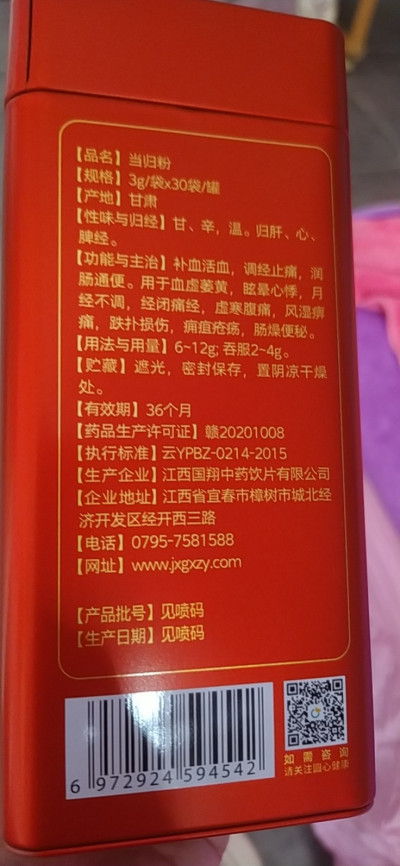 【品名】当归粉
【规格】3g/袋x30袋/罐
【产地】甘肃
【性味与归经】甘、辛，温。归肝、心、
脾经。
【功能与主治】补血活血，调经止痛，润
肠通便。用于血虚萎黄，眩晕心悸，月
经不调，经闭痛经，虚寒腹痛，风湿痹
痛，跌扑损伤，痈疽疮疡，肠燥便秘。
【用法与用量】6~12g; 吞服2~4g。
【贮藏】遮光，密封保存，置阴凉干燥
处。
【有效期】36个月
【药品生产许可证】赣20201008
【执行标准】云YPBZ-0214-2015
【生产企业】江西国翔中药饮片有限公司
【企业地址】江西省宜春市樟树市城北经
济开发区经开西三路
【电话】0795-7581588
【网址】www.jxgxzy.com
【产品批号】见喷码
【生产日期】见喷码
6 972924 594542
如需咨询
请关注圆心健康